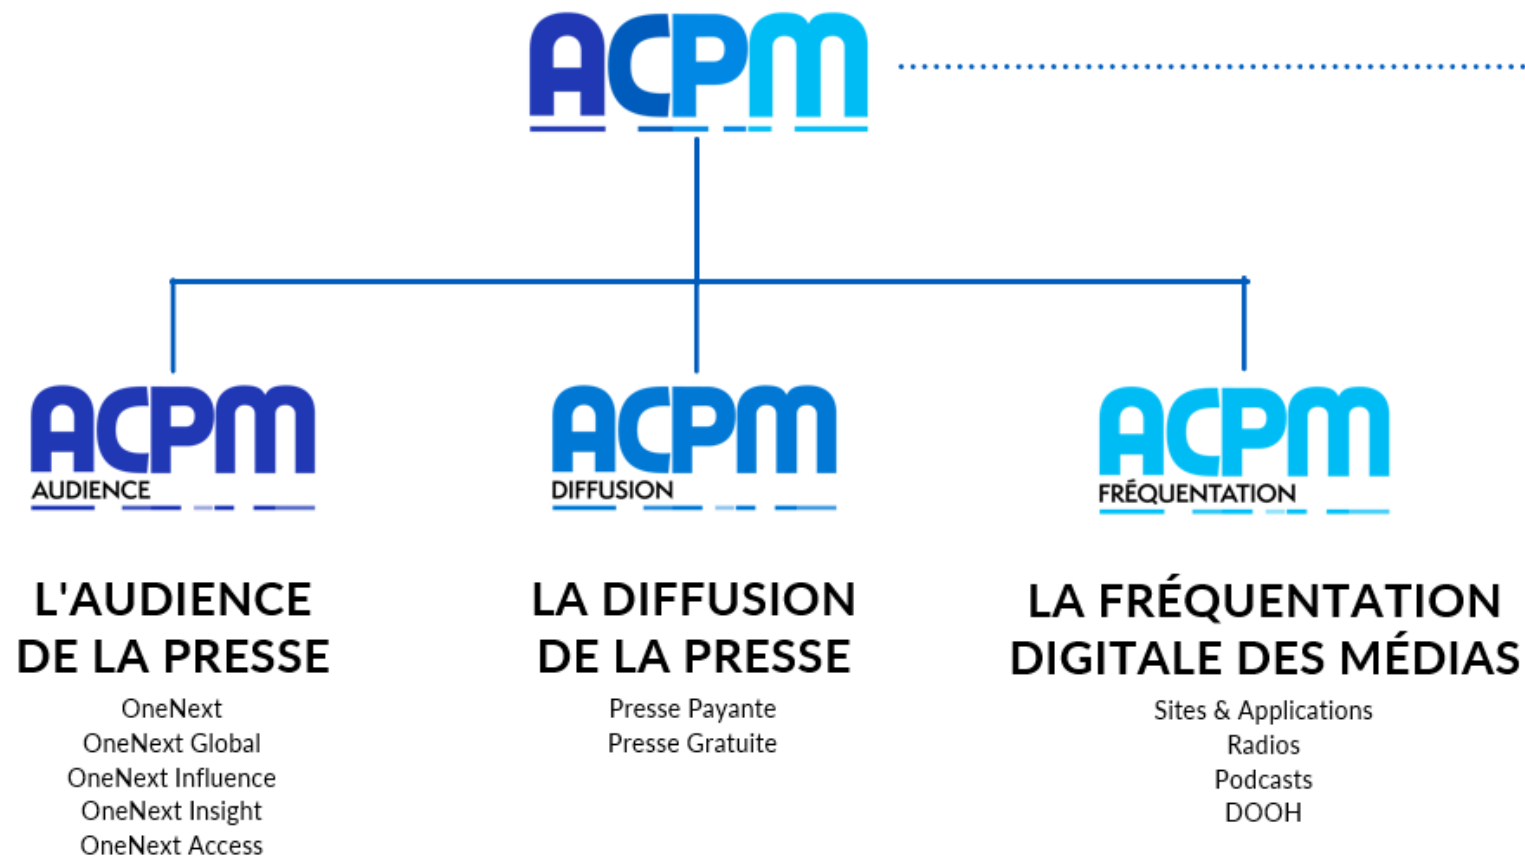 ACPM
ACPM
AUDIENCE
L'AUDIENCE
DE LA PRESSE
OneNext
OneNext Global
OneNext Influence
OneNext Insight
OneNext Access
ACPM
DIFFUSION
LA DIFFUSION
DE LA PRESSE
Presse Payante
Presse Gratuite
ACPM
FRÉQUENTATION
LA FRÉQUENTATION
DIGITALE DES MÉDIAS
Sites & Applications
Radios
Podcasts
DOOH